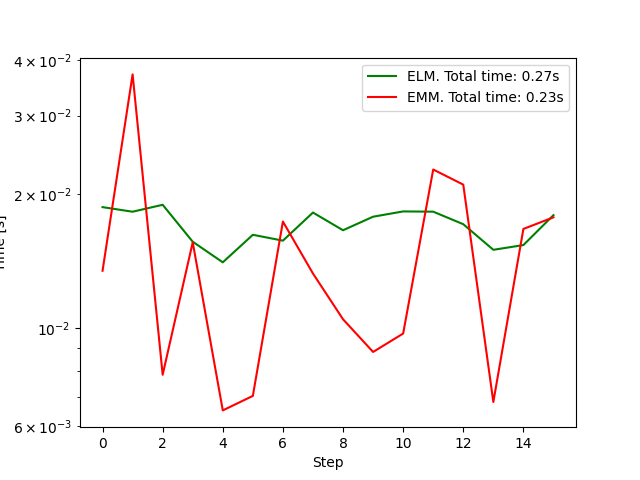 4 × 10⁻²
3 × 10⁻²
2 × 10⁻²
10⁻²
6 × 10⁻³
ELM. Total time: 0.27s
EMM. Total time: 0.23s
0 2 4 6 8 10 12 14
Step